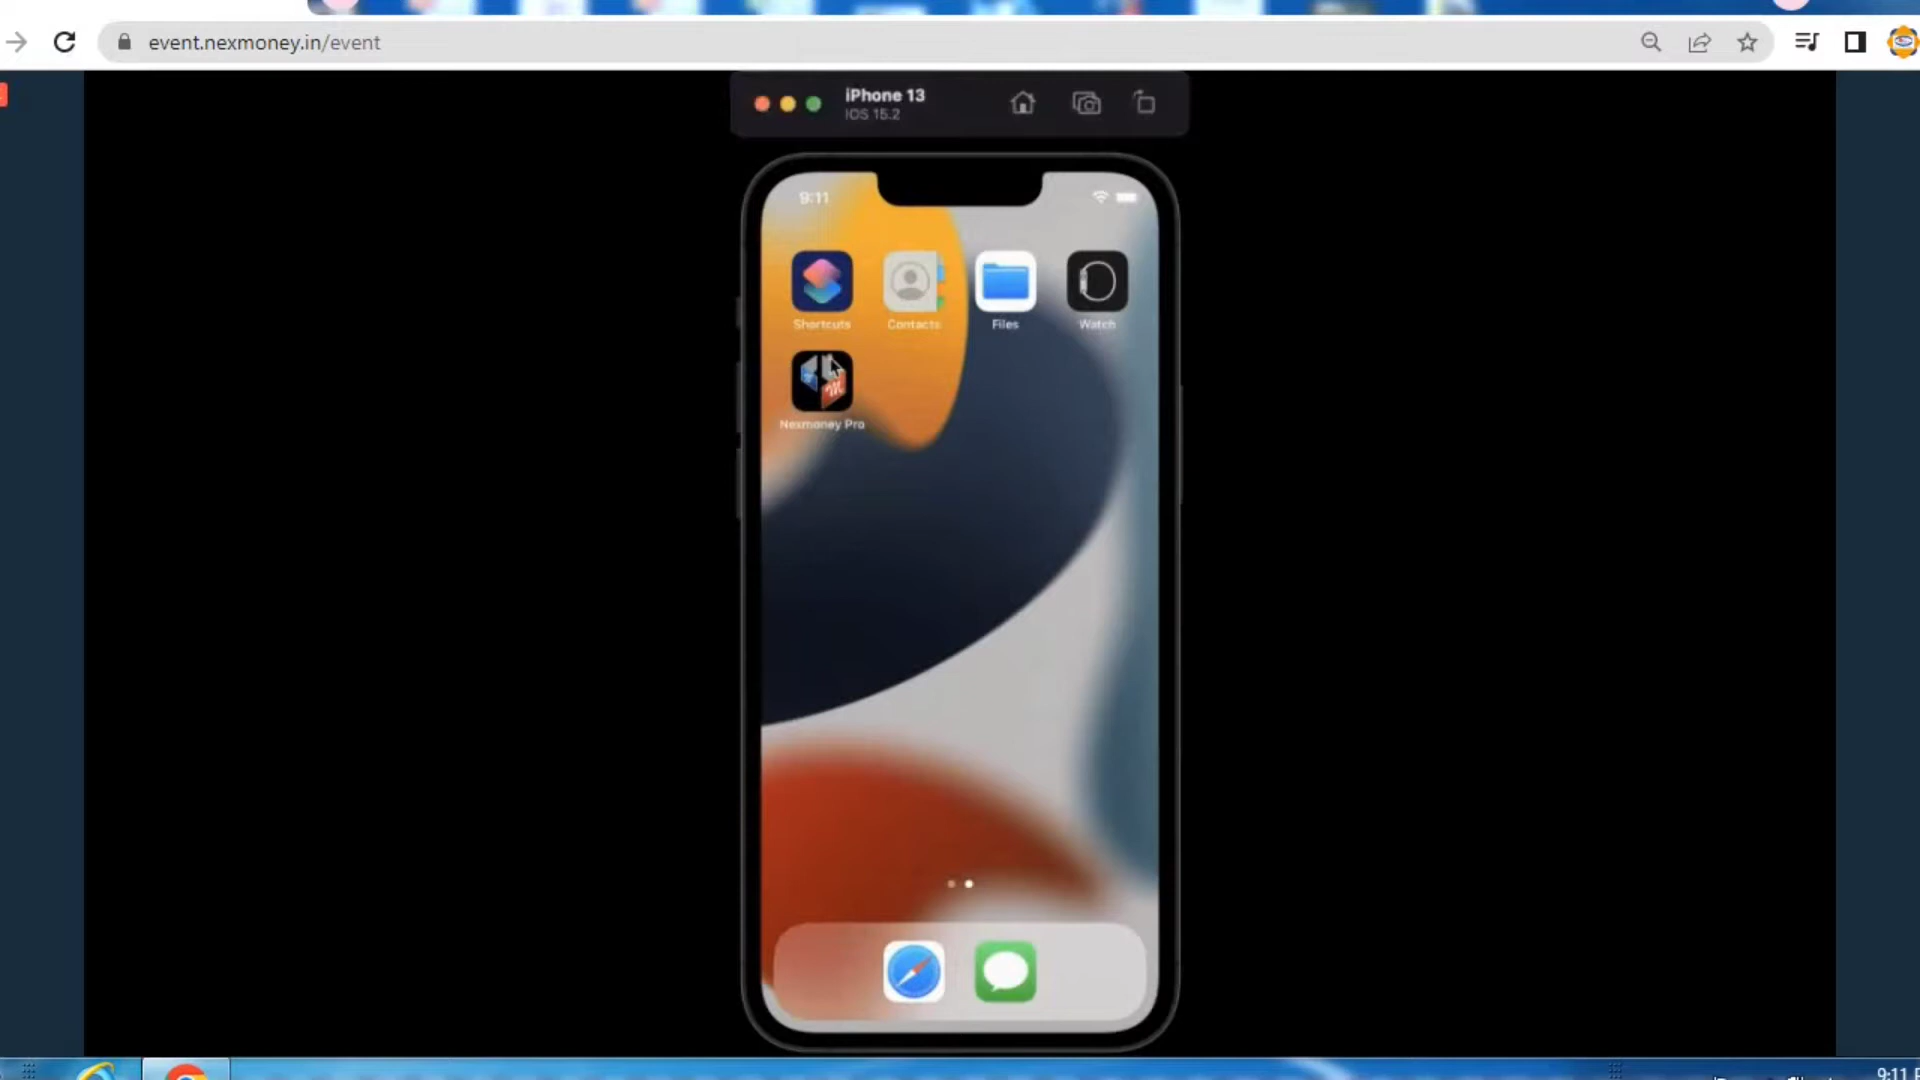 event.nexmoney.in/event
iPhone 13
IOS 15.2
9:11
Shortcuts
Contacts
Files
Watch
Nexmoney Pro
9:11